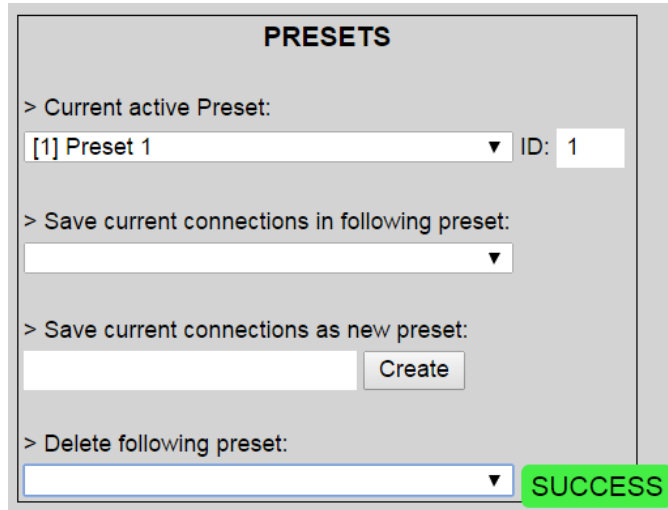 PRESETS
> Current active Preset:
[1] Preset 1 ▼ ID: 1
> Save current connections in following preset:
▼
> Save current connections as new preset:
Create
> Delete following preset:
▼ SUCCESS